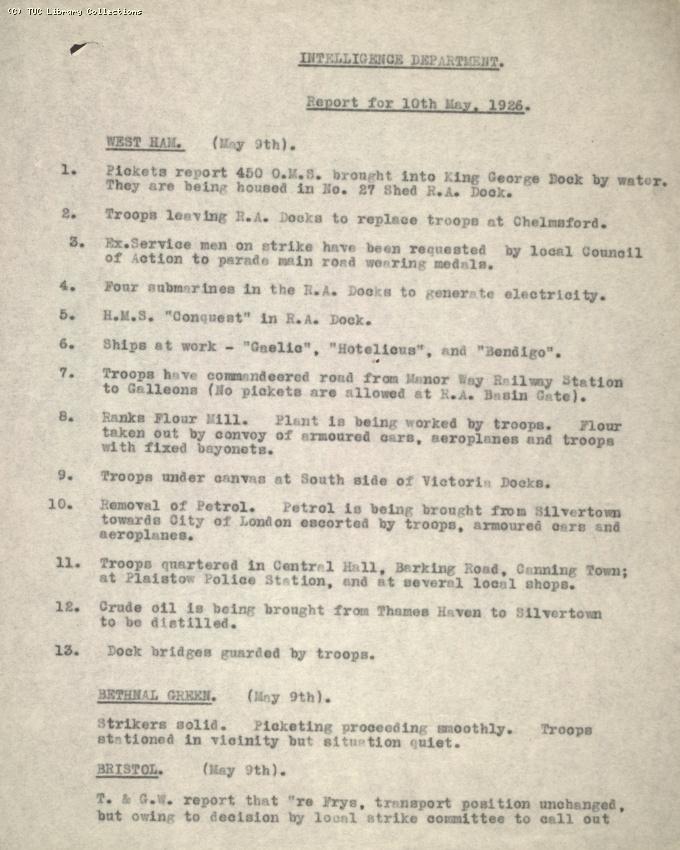 (C) TUC Library Collections
INTELLIGENCE DEPARTMENT.
Report for 10th May, 1926.
WEST HAM. (May 9th).
1. Pickets report 450 O.M.S. brought into King George Dock by water.
They are being housed in No. 27 Shed R.A. Dock.
2. Troops leaving R.A. Docks to replace troops at Chelmsford.
3. Ex.Service men on strike have been requested by local Council
of Action to parade main road wearing medals.
4. Four submarines in the R.A. Docks to generate electricity.
5. H.M.S. "Conquest" in R.A. Dock.
6. Ships at work - "Gaelic", "Hotelicus", and "Bendigo".
7. Troops have commandeered road from Manor Way Railway Station
to Galleons (No pickets are allowed at R.A. Basin Gate).
8. Ranks Flour Mill. Plant is being worked by troops. Flour
taken out by convoy of armoured cars, aeroplanes and troops
with fixed bayonets.
9. Troops under canvas at South side of Victoria Docks.
10. Removal of Petrol. Petrol is being brought from Silvertown
towards City of London escorted by troops, armoured cars and
aeroplanes.
11. Troops quartered in Central Hall, Barking Road, Canning Town;
at Plaistow Police Station, and at several local shops.
12. Crude oil is being brought from Thames Haven to Silvertown
to be distilled.
13. Dock bridges guarded by troops.
BETHNAL GREEN. (May 9th).
Strikers solid. Picketing proceeding smoothly. Troops
stationed in vicinity but situation quiet.
BRISTOL. (May 9th).
T. & G.W. report that "re Frys, transport position unchanged,
but owing to decision by local strike committee to call out